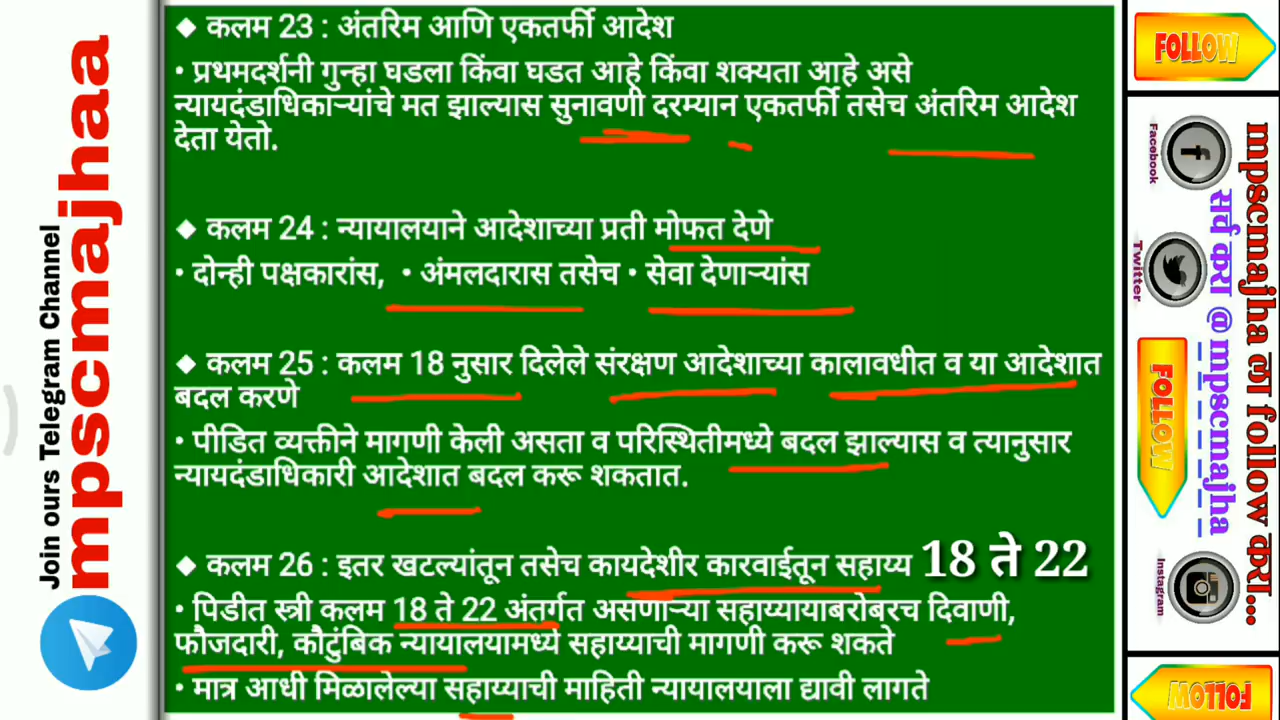 ◆ कलम 23 : अंतरिम आणि एकतर्फी आदेश
• प्रथमदर्शनी गुन्हा घडला किंवा घडत आहे किंवा शक्यता आहे असे
न्यायदंडाधिकाऱ्यांचे मत झाल्यास सुनावणी दरम्यान एकतर्फी तसेच अंतरिम आदेश
देता येतो.
◆ कलम 24 : न्यायालयाने आदेशाच्या प्रती मोफत देणे
• दोन्ही पक्षकारांस, • अंमलदारास तसेच • सेवा देणाऱ्यांस
◆ कलम 25 : कलम 18 नुसार दिलेले संरक्षण आदेशाच्या कालावधीत व या आदेशात
बदल करणे
• पीडित व्यक्तीने मागणी केली असता व परिस्थितीमध्ये बदल झाल्यास व त्यानुसार
न्यायदंडाधिकारी आदेशात बदल करू शकतात.
◆ कलम 26 : इतर खटल्यांतून तसेच कायदेशीर कारवाईतून सहाय्य 18 ते 22
• पिडीत स्त्री कलम 18 ते 22 अंतर्गत असणाऱ्या सहाय्यायाबरोबरच दिवाणी,
फौजदारी, कौटुंबिक न्यायालयामध्ये सहाय्याची मागणी करू शकते
• मात्र आधी मिळालेल्या सहाय्याची माहिती न्यायालयाला द्यावी लागते
Join ours Telegram Channel
mpscmajhaa
FOLLOW
Facebook
Twitter
Instagram
mpscmajha ला follow करा...
सर्च करा @ mpscmajha
FOLLOW
FOLLOW